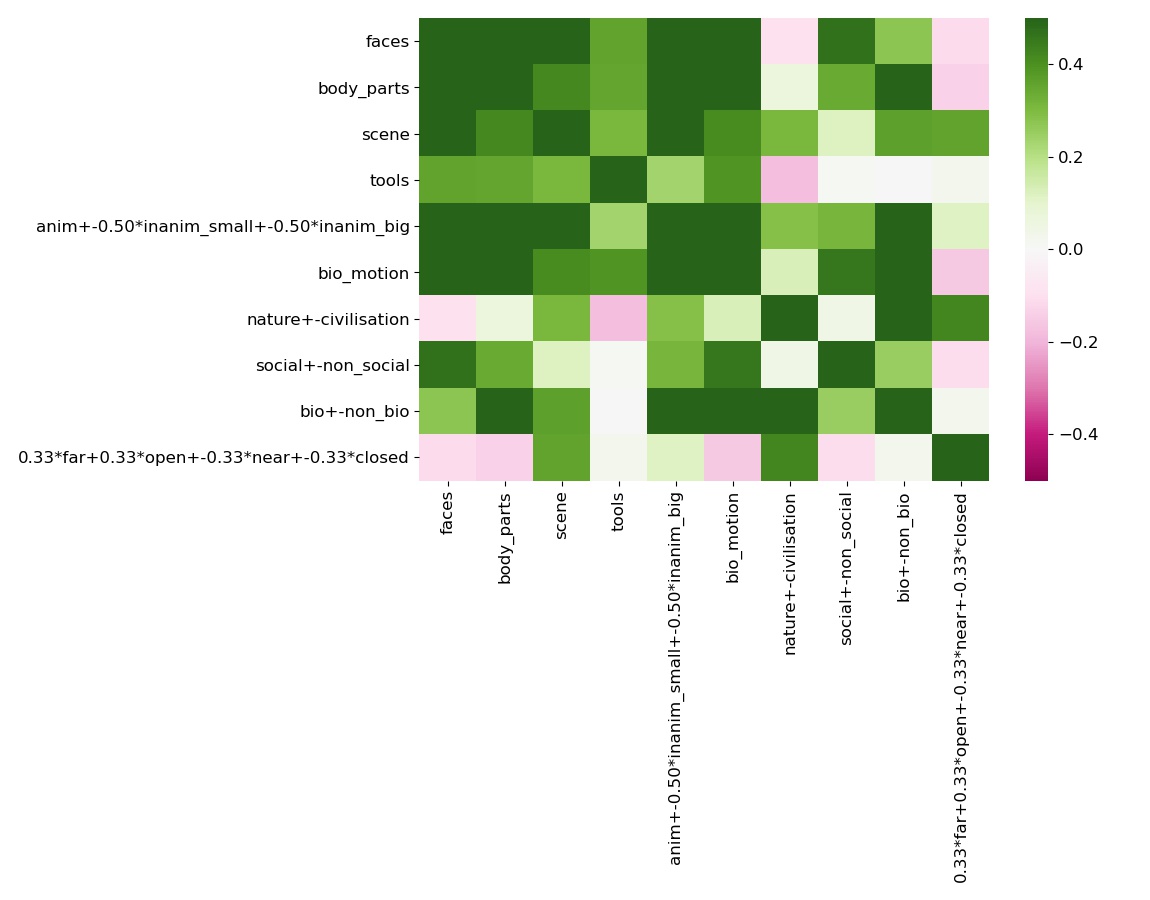 faces
body_parts
scene
tools
anim+-0.50*inanim_small+-0.50*inanim_big
bio_motion
nature+-civilisation
social+-non_social
bio+-non_bio
0.33*far+0.33*open+-0.33*near+-0.33*closed
faces
body_parts
scene
tools
anim+-0.50*inanim_small+-0.50*inanim_big
bio_motion
nature+-civilisation
social+-non_social
bio+-non_bio
0.33*far+0.33*open+-0.33*near+-0.33*closed
0.4
0.2
0.0
−0.2
−0.4